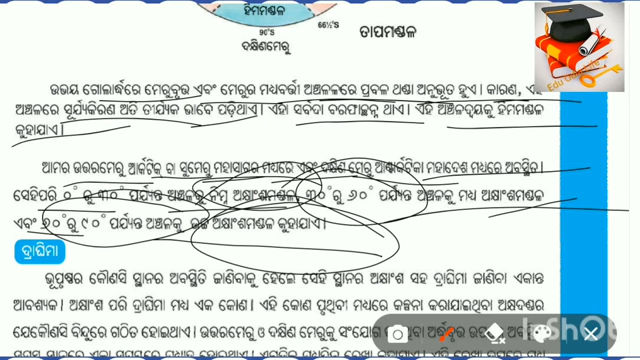 ହିମମଣ୍ଡଳ
90°S
66½°S
ଦକ୍ଷିଣମେରୁ
ତାପମଣ୍ଡଳ
ଉଭୟ ଗୋଲାର୍ଦ୍ଧରେ ମେରୁବୃତ୍ତ ଏବଂ ମେରୁର ମଧ୍ୟବର୍ତ୍ତୀ ଅଞ୍ଚଳରେ ପ୍ରବଳ ଥଣ୍ଡା ଅନୁଭୂତ ହୁଏ। କାରଣ,
ଅଞ୍ଚଳରେ ସୂର୍ଯ୍ୟକିରଣ ଅତି ତୀର୍ଯ୍ୟକ ଭାବେ ପଡ଼ିଥାଏ। ଏହା ସର୍ବଦା ବରଫାଚ୍ଛନ୍ନ ଥାଏ। ଏହି ଅଞ୍ଚଳଦ୍ୱୟକୁ ହିମମଣ୍ଡଳ
କୁହାଯାଏ।
ଆମର ଉତ୍ତରମେରୁ ଆର୍କଟିକ୍ ବା ସୁମେରୁ ମହାସାଗର ମଧ୍ୟରେ ଏବଂ ଦକ୍ଷିଣ ମେରୁ ଆଣ୍ଟାର୍କଟିକା ମହାଦେଶ ମଧ୍ୟରେ ଅବସ୍ଥିତ।
ସେହିପରି ୦° ରୁ ୩୦° ପର୍ଯ୍ୟନ୍ତ ଅଞ୍ଚଳକୁ ନିମ୍ନ ଅକ୍ଷାଂଶମଣ୍ଡଳ, ୩୦° ରୁ ୬୦° ପର୍ଯ୍ୟନ୍ତ ଅଞ୍ଚଳକୁ ମଧ୍ୟ ଅକ୍ଷାଂଶମଣ୍ଡଳ
ଏବଂ ୬୦° ରୁ ୯୦° ପର୍ଯ୍ୟନ୍ତ ଅଞ୍ଚଳକୁ ଉଚ୍ଚ ଅକ୍ଷାଂଶମଣ୍ଡଳ କୁହାଯାଏ।
ଦ୍ରାଘିମା
ଭୂପୃଷ୍ଠର କୌଣସି ସ୍ଥାନର ଅବସ୍ଥିତି ଜାଣିବାକୁ ହେଲେ ସେହି ସ୍ଥାନର ଅକ୍ଷାଂଶ ସହ ଦ୍ରାଘିମା ଜାଣିବା ଏକାନ୍ତ
ଆବଶ୍ୟକ। ଅକ୍ଷାଂଶ ପରି ଦ୍ରାଘିମା ମଧ୍ୟ ଏକ କୋଣ। ଏହି କୋଣ ପୃଥିବୀ ମଧ୍ୟରେ କଳ୍ପନା କରାଯାଇଥିବା ଅକ୍ଷଦଣ୍ଡର
ଯେକୌଣସି ବିନ୍ଦୁରେ ଗଠିତ ହୋଇଥାଏ। ଉତ୍ତରମେରୁ ଓ ଦକ୍ଷିଣ ମେରୁକୁ ସଂଯୋଗ